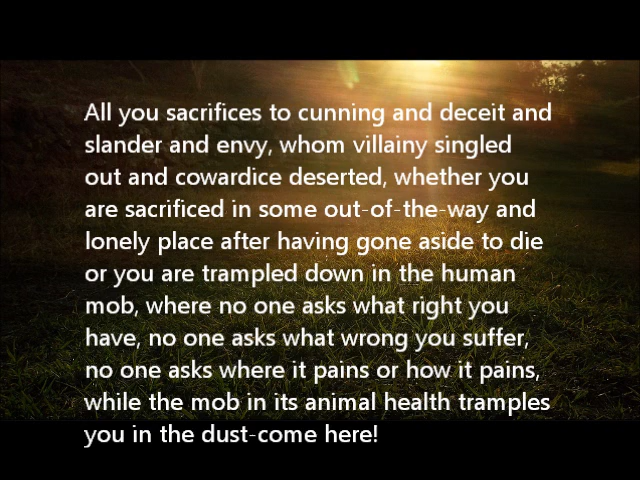 All you sacrifices to cunning and deceit and
slander and envy, whom villainy singled
out and cowardice deserted, whether you
are sacrificed in some out-of-the-way and
lonely place after having gone aside to die
or you are trampled down in the human
mob, where no one asks what right you
have, no one asks what wrong you suffer,
no one asks where it pains or how it pains,
while the mob in its animal health tramples
you in the dust-come here!